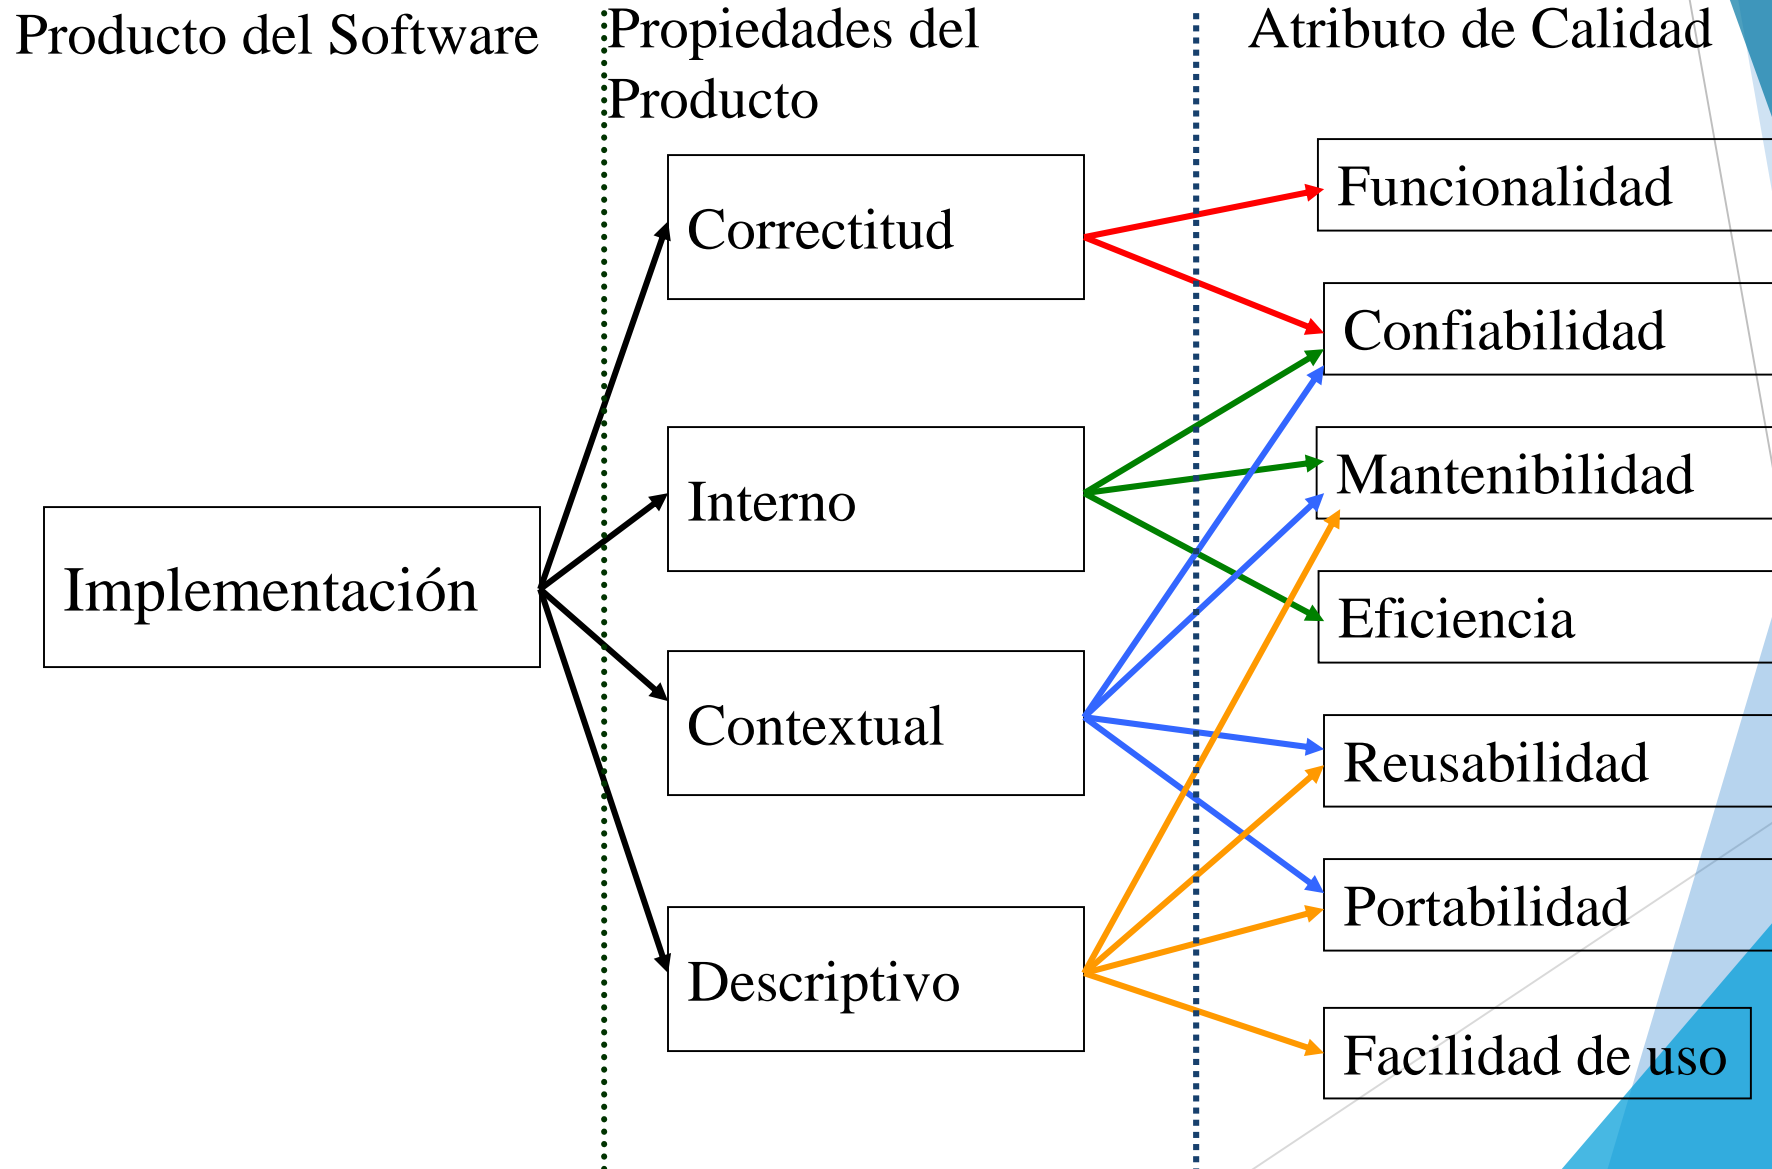 Producto del Software
Propiedades del
Producto
Atributo de Calidad
Implementación
Correctitud
Interno
Contextual
Descriptivo
Funcionalidad
Confiabilidad
Mantenibilidad
Eficiencia
Reusabilidad
Portabilidad
Facilidad de uso